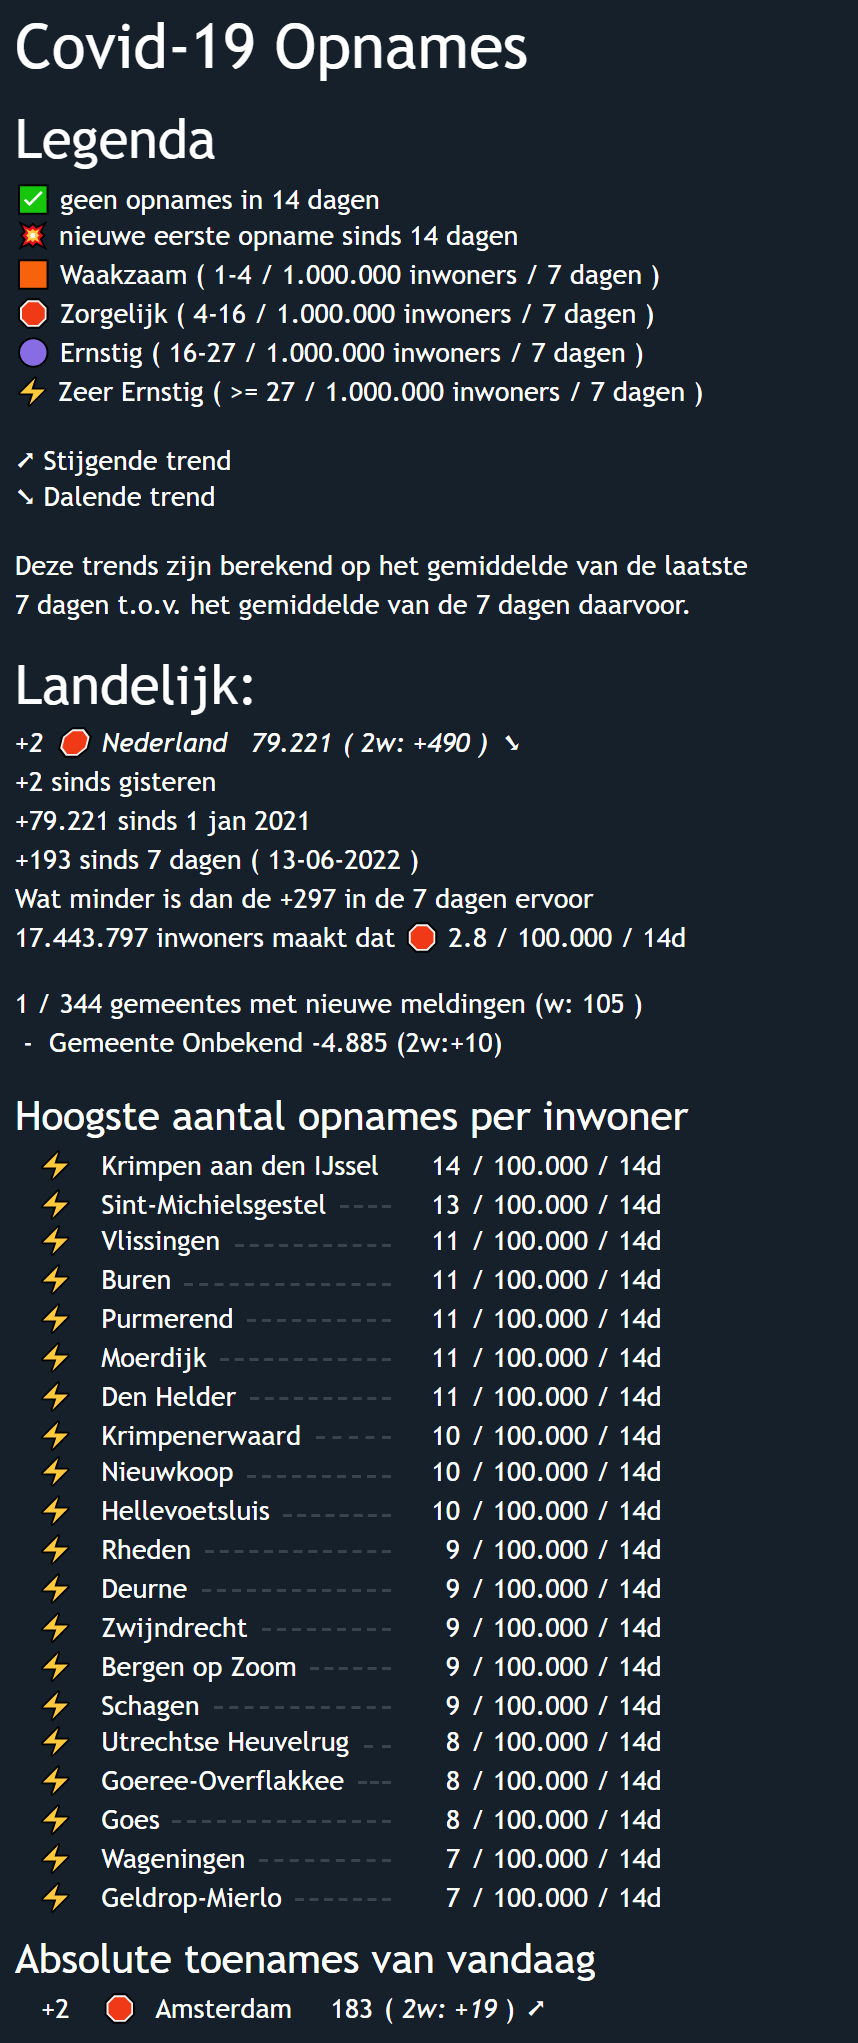 Covid-19 Opnames
Legenda
✅ geen opnames in 14 dagen
💥 nieuwe eerste opname sinds 14 dagen
🟧 Waakzaam ( 1-4 / 1.000.000 inwoners / 7 dagen )
🛑 Zorgelijk ( 4-16 / 1.000.000 inwoners / 7 dagen )
🟣 Ernstig ( 16-27 / 1.000.000 inwoners / 7 dagen )
⚡ Zeer Ernstig ( >= 27 / 1.000.000 inwoners / 7 dagen )
➚ Stijgende trend
➘ Dalende trend
Deze trends zijn berekend op het gemiddelde van de laatste
7 dagen t.o.v. het gemiddelde van de 7 dagen daarvoor.
Landelijk:
+2 🛑 Nederland 79.221 ( 2w: +490 ) ➘
+2 sinds gisteren
+79.221 sinds 1 jan 2021
+193 sinds 7 dagen ( 13-06-2022 )
Wat minder is dan de +297 in de 7 dagen ervoor
17.443.797 inwoners maakt dat 🛑 2.8 / 100.000 / 14d
1 / 344 gemeentes met nieuwe meldingen (w: 105 )
- Gemeente Onbekend -4.885 (2w:+10)
Hoogste aantal opnames per inwoner
⚡ Krimpen aan den IJssel 14 / 100.000 / 14d
⚡ Sint-Michielsgestel ---- 13 / 100.000 / 14d
⚡ Vlissingen ------------ 11 / 100.000 / 14d
⚡ Buren ---------------- 11 / 100.000 / 14d
⚡ Purmerend ----------- 11 / 100.000 / 14d
⚡ Moerdijk ------------- 11 / 100.000 / 14d
⚡ Den Helder ----------- 11 / 100.000 / 14d
⚡ Krimpenerwaard ----- 10 / 100.000 / 14d
⚡ Nieuwkoop ----------- 10 / 100.000 / 14d
⚡ Hellevoetsluis -------- 10 / 100.000 / 14d
⚡ Rheden -------------- 9 / 100.000 / 14d
⚡ Deurne -------------- 9 / 100.000 / 14d
⚡ Zwijndrecht ---------- 9 / 100.000 / 14d
⚡ Bergen op Zoom ------ 9 / 100.000 / 14d
⚡ Schagen ------------- 9 / 100.000 / 14d
⚡ Utrechtse Heuvelrug -- 8 / 100.000 / 14d
⚡ Goeree-Overflakkee --- 8 / 100.000 / 14d
⚡ Goes ---------------- 8 / 100.000 / 14d
⚡ Wageningen ---------- 7 / 100.000 / 14d
⚡ Geldrop-Mierlo ------- 7 / 100.000 / 14d
Absolute toenames van vandaag
+2 🛑 Amsterdam 183 ( 2w: +19 ) ➚